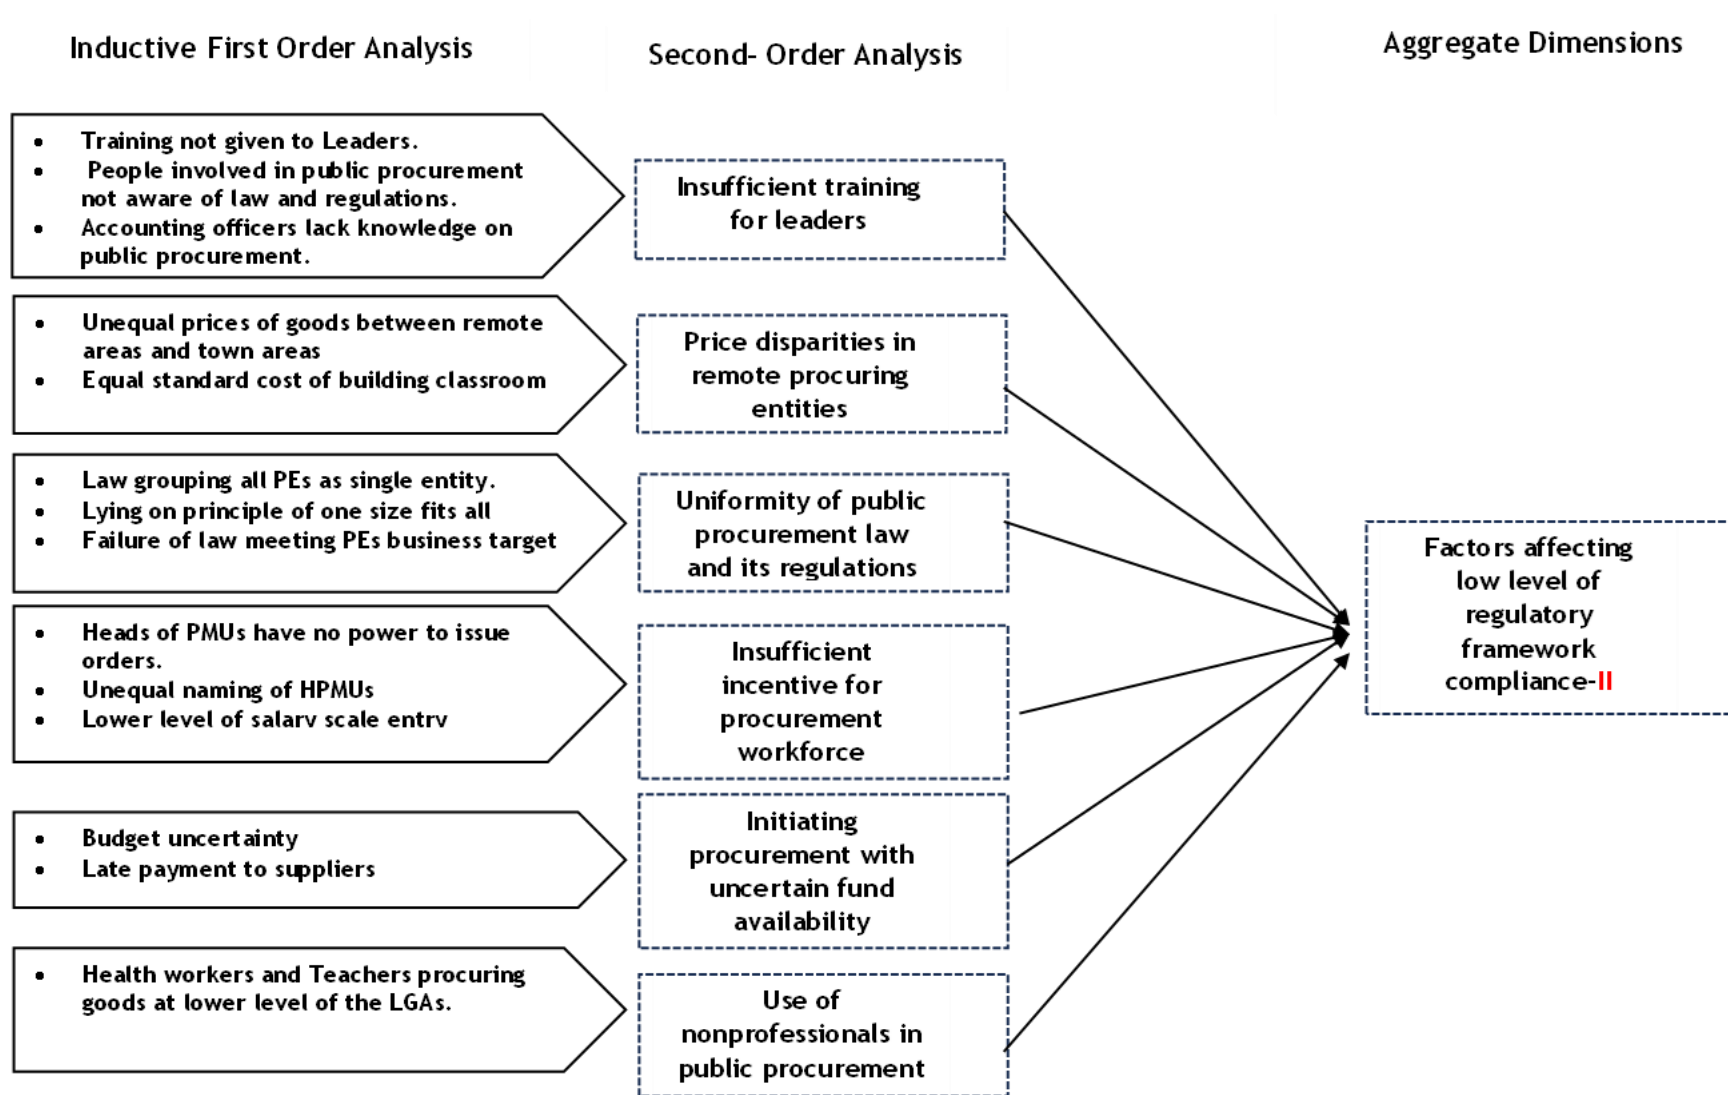 Inductive First Order Analysis
Second- Order Analysis
Aggregate Dimensions
• Training not given to Leaders.
• People involved in public procurement
not aware of law and regulations.
• Accounting officers lack knowledge on
public procurement.
Insufficient training
for leaders
• Unequal prices of goods between remote
areas and town areas
• Equal standard cost of building classroom
Price disparities in
remote procuring
entities
• Law grouping all PEs as single entity.
• Lying on principle of one size fits all
• Failure of law meeting PEs business target
Uniformity of public
procurement law
and its regulations
• Heads of PMUs have no power to issue
orders.
• Unequal naming of HPMUs
• Lower level of salary scale entry
Insufficient
incentive for
procurement
workforce
• Budget uncertainty
• Late payment to suppliers
Initiating
procurement with
uncertain fund
availability
• Health workers and Teachers procuring
goods at lower level of the LGAs.
Use of
nonprofessionals in
public procurement
Factors affecting
low level of
regulatory
framework
compliance-II